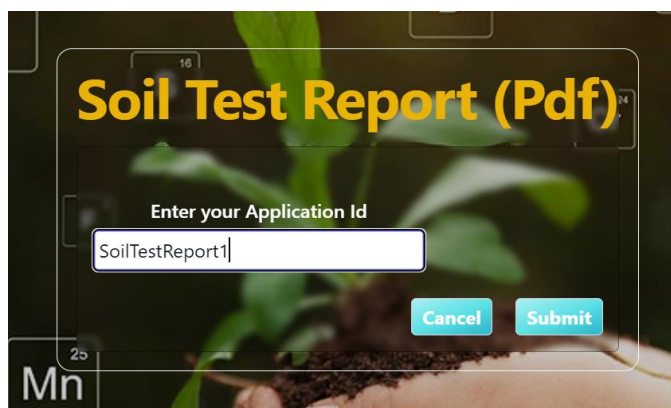 16
Soil Test Report (Pdf)
24
Enter your Application Id
SoilTestReport1
Cancel
Submit
25
Mn